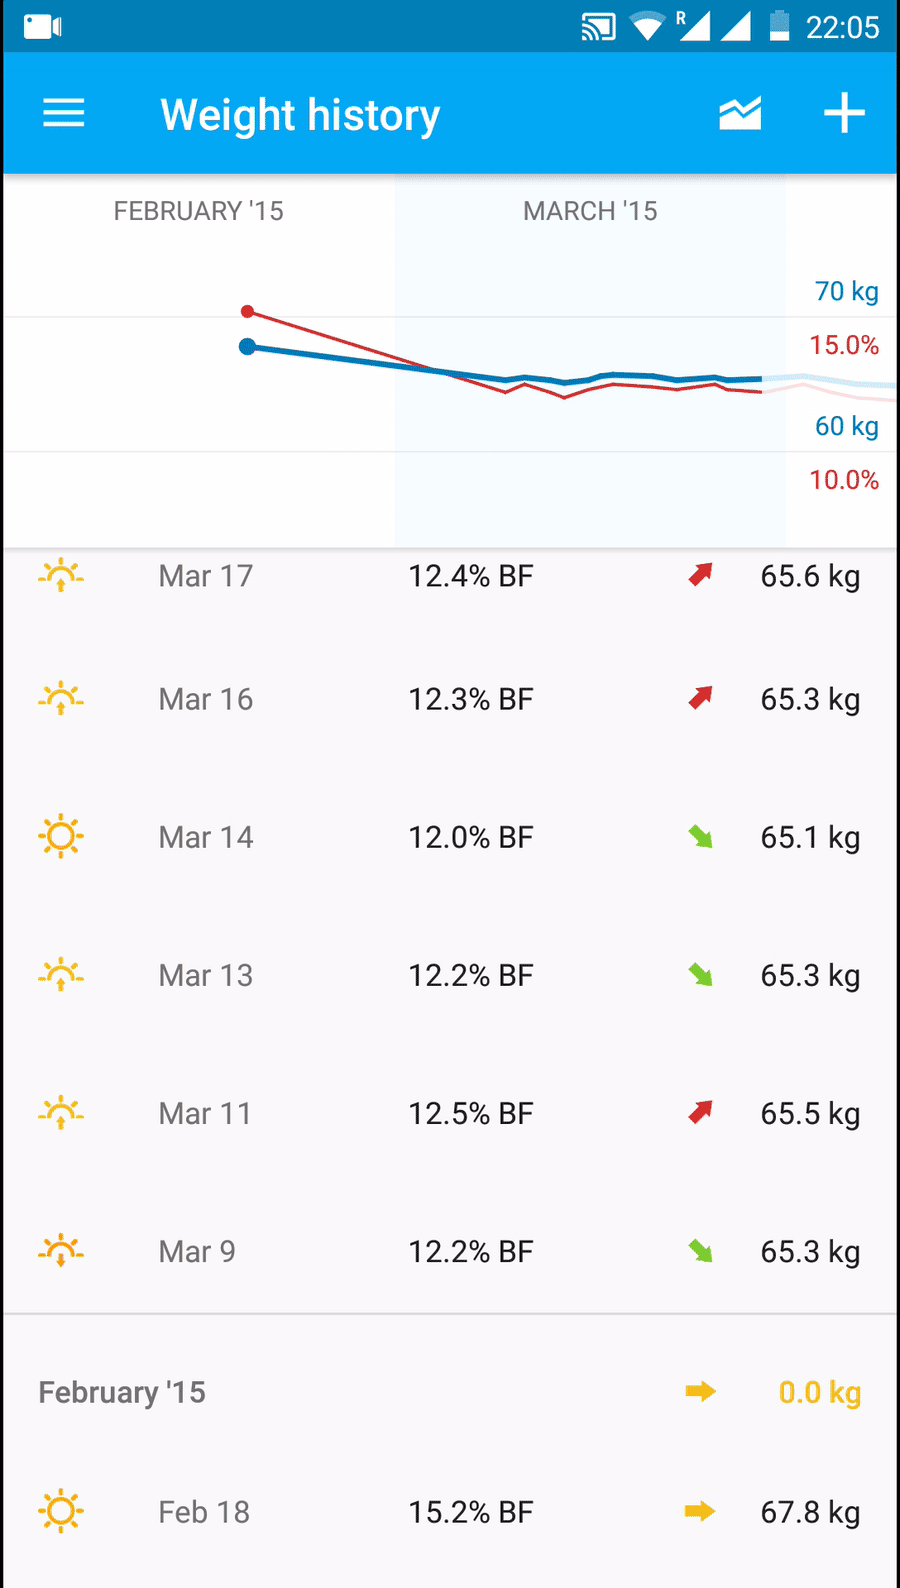 R 22:05
Weight history
FEBRUARY '15 MARCH '15
70 kg
15.0%
60 kg
10.0%
Mar 17 12.4% BF 65.6 kg
Mar 16 12.3% BF 65.3 kg
Mar 14 12.0% BF 65.1 kg
Mar 13 12.2% BF 65.3 kg
Mar 11 12.5% BF 65.5 kg
Mar 9 12.2% BF 65.3 kg
February '15 0.0 kg
Feb 18 15.2% BF 67.8 kg